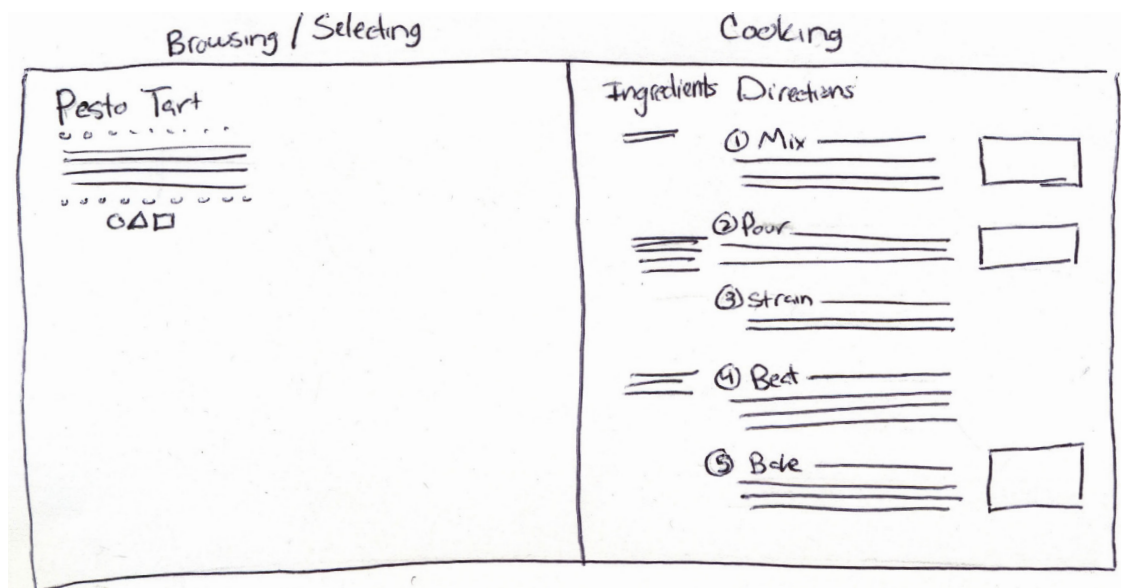 Browsing / Selecting
Cooking
Pesto Tart
Ingredients Directions
① Mix
② Pour
③ Strain
④ Beat
⑤ Bake